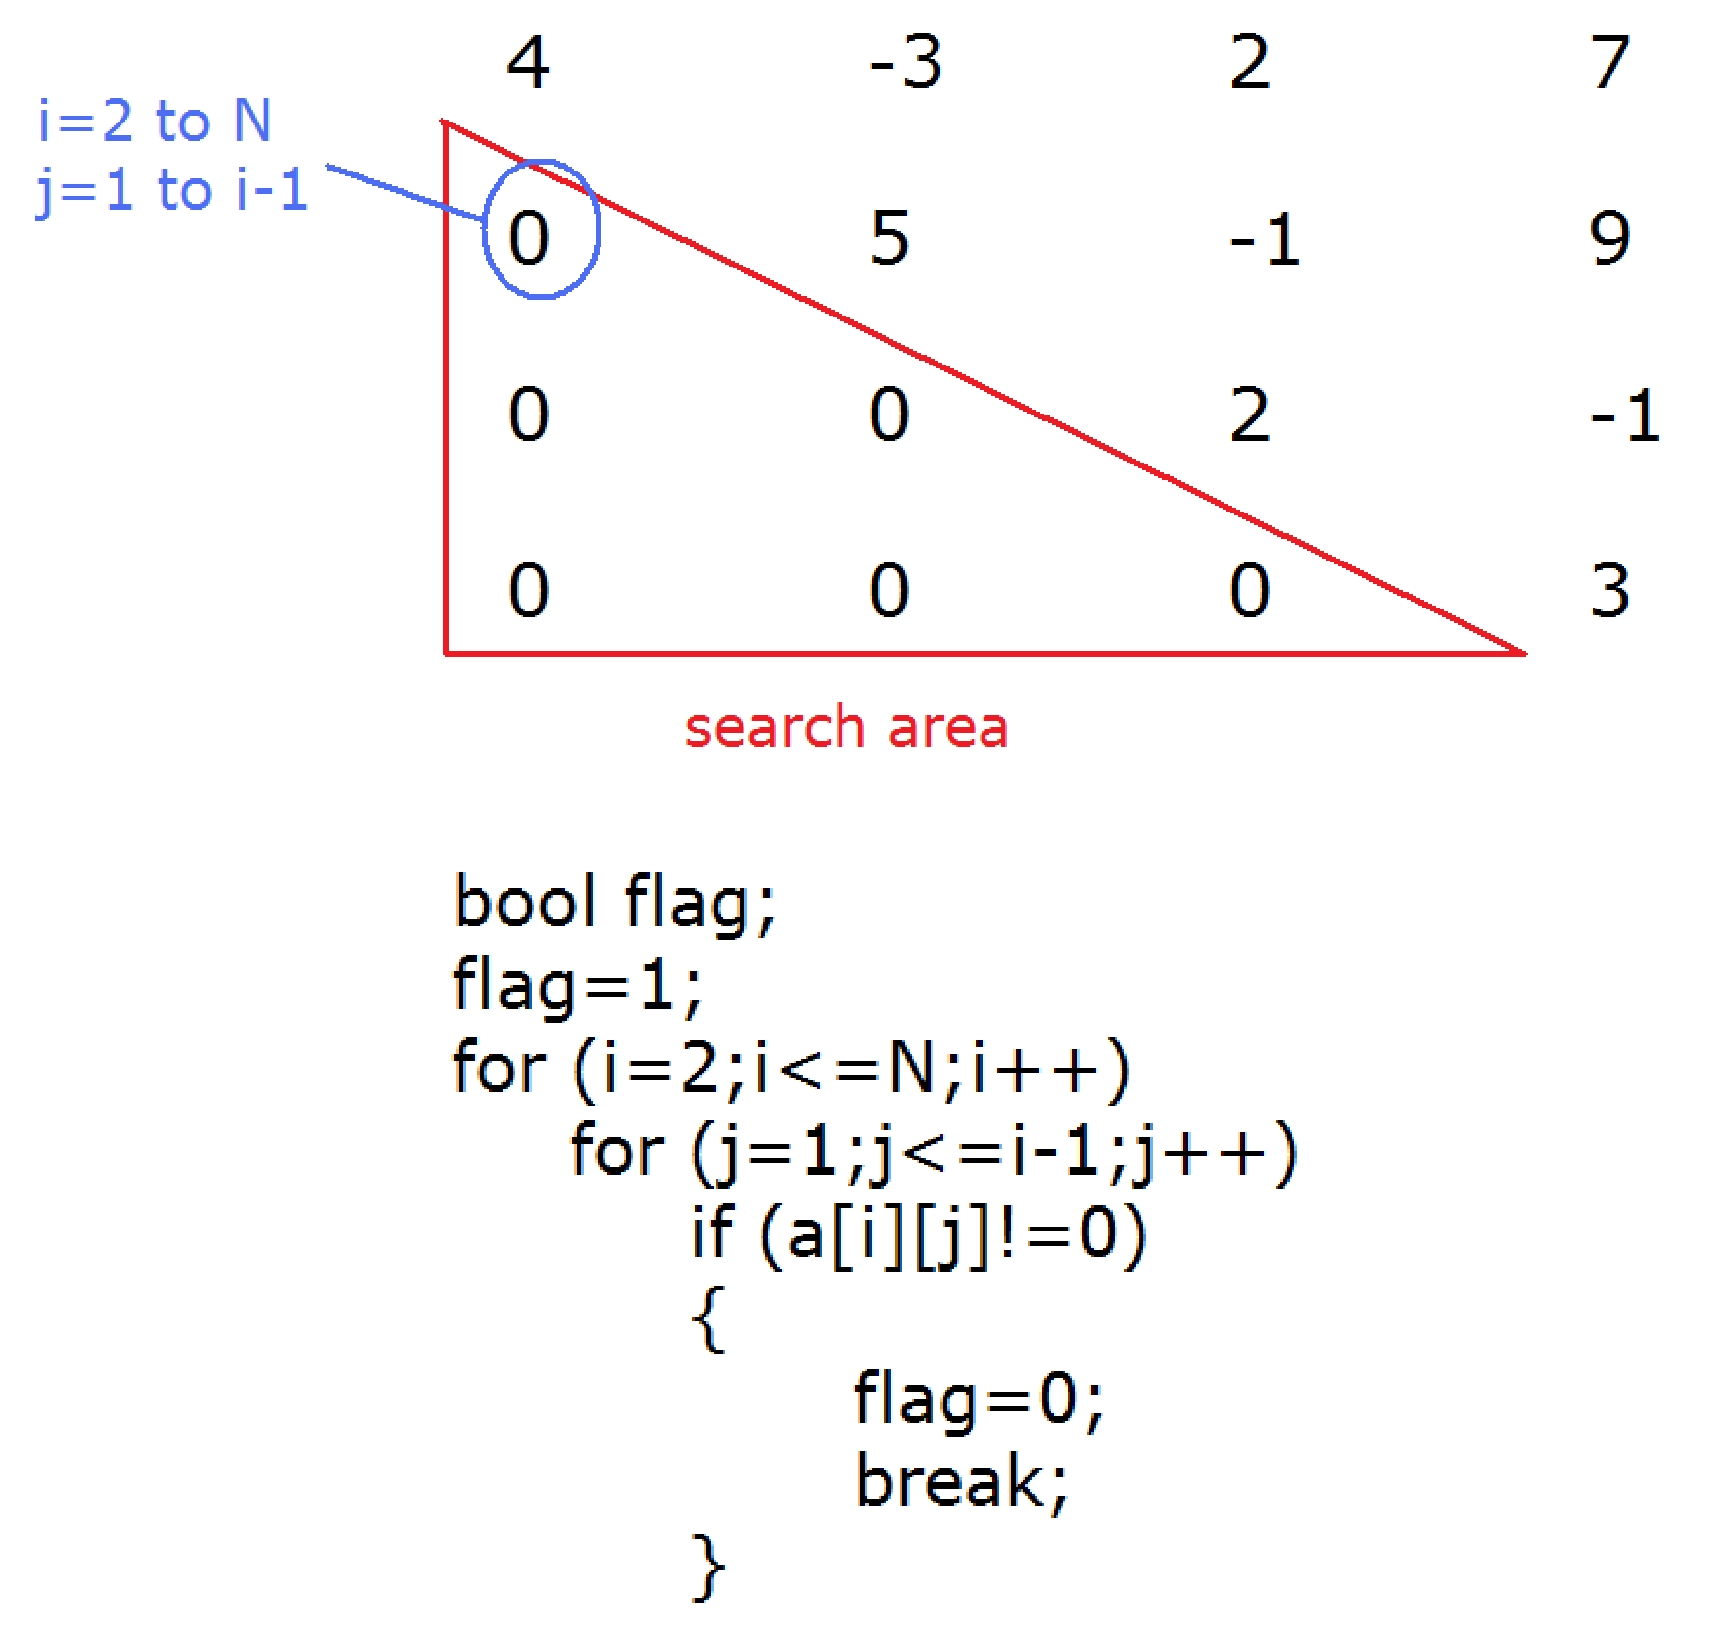 4 -3 2 7
i=2 to N
j=1 to i-1
0 5 -1 9
0 0 2 -1
0 0 0 3
search area
bool flag;
flag=1;
for (i=2;i<=N;i++)
for (j=1;j<=i-1;j++)
if (a[i][j]!=0)
{
flag=0;
break;
}